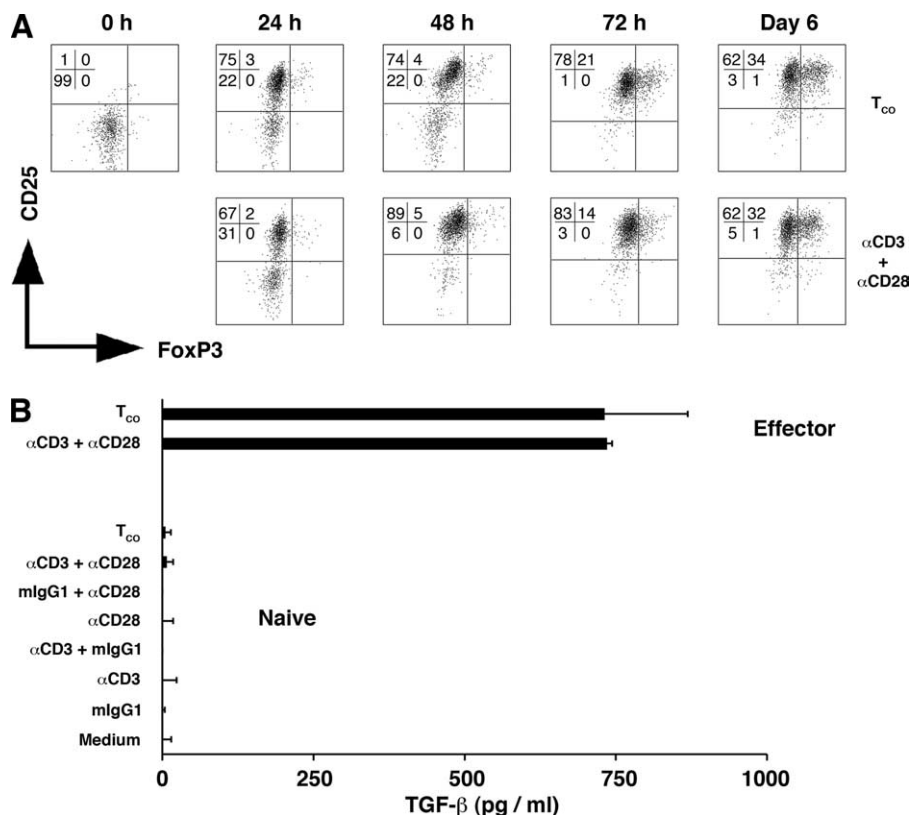 A
0 h 24 h 48 h 72 h Day 6
1 0 75 3 74 4 78 21 62 34
99 0 22 0 22 0 1 0 3 1
T co
CD25
67 2 89 5 83 14 62 32
31 0 6 0 3 0 5 1
αCD3
+
αCD28
FoxP3
B
T co
Effector
αCD3 + αCD28
T co
αCD3 + αCD28
mIgG1 + αCD28
αCD28
Naive
αCD3 + mIgG1
αCD3
mIgG1
Medium
0 250 500 750 1000
TGF-β (pg / ml)